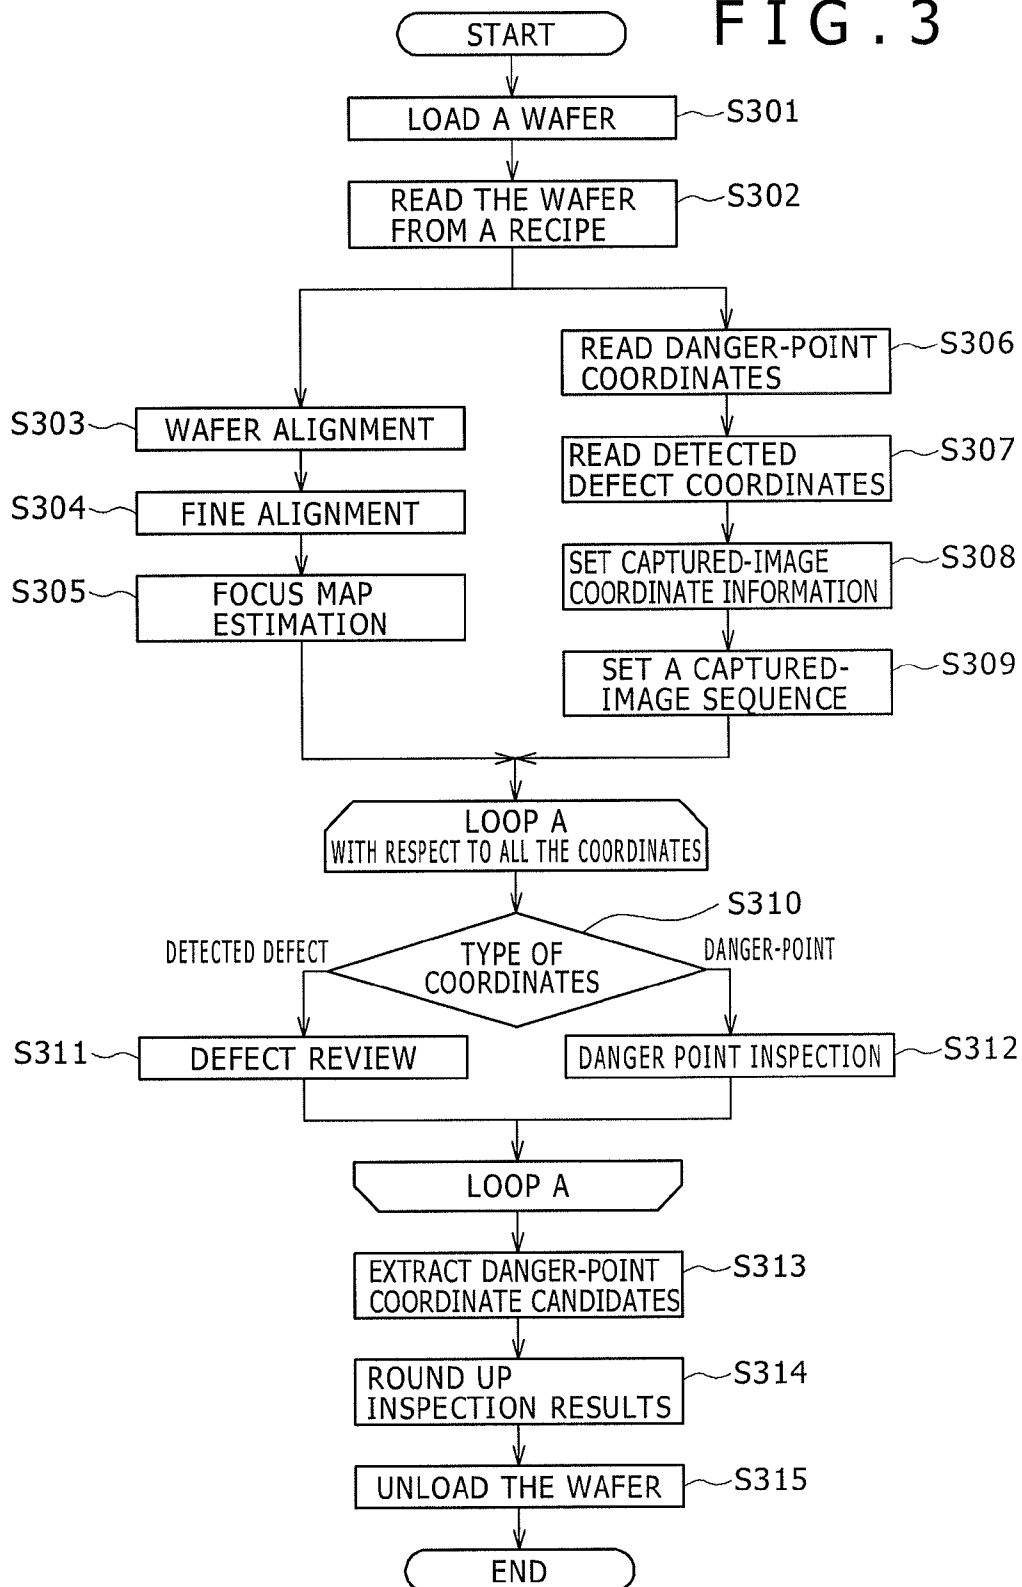 FIG.3
START
LOAD A WAFER
S301
READ THE WAFER
FROM A RECIPE
S302
READ DANGER-POINT
COORDINATES
S306
S303
WAFER ALIGNMENT
READ DETECTED
DEFECT COORDINATES
S307
S304
FINE ALIGNMENT
SET CAPTURED-IMAGE
COORDINATE INFORMATION
S308
S305
FOCUS MAP
ESTIMATION
SET A CAPTURED-
IMAGE SEQUENCE
S309
LOOP A
WITH RESPECT TO ALL THE COORDINATES
S310
DETECTED DEFECT
TYPE OF
COORDINATES
DANGER-POINT
S311
DEFECT REVIEW
DANGER POINT INSPECTION
S312
LOOP A
EXTRACT DANGER-POINT
COORDINATE CANDIDATES
S313
ROUND UP
INSPECTION RESULTS
S314
UNLOAD THE WAFER
S315
END